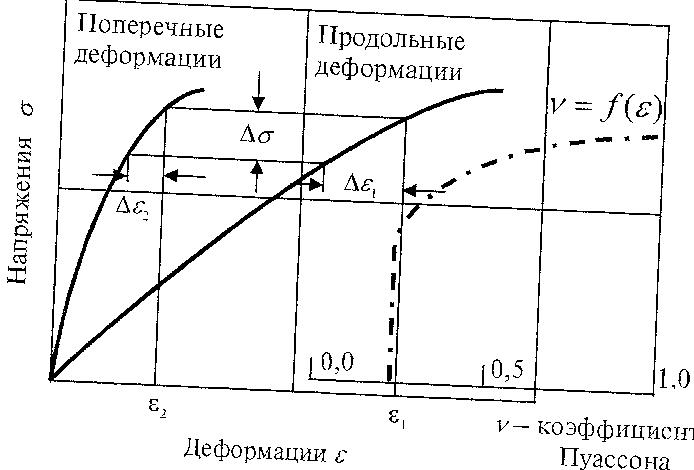 Поперечные
деформации
Продольные
деформации
ν = f(ε)
Δσ
Δε₁
Δε₂
Напряжения σ
0,0
0,5
1,0
ε₂
ε₁
Деформации ε
ν – коэффициент
Пуассона